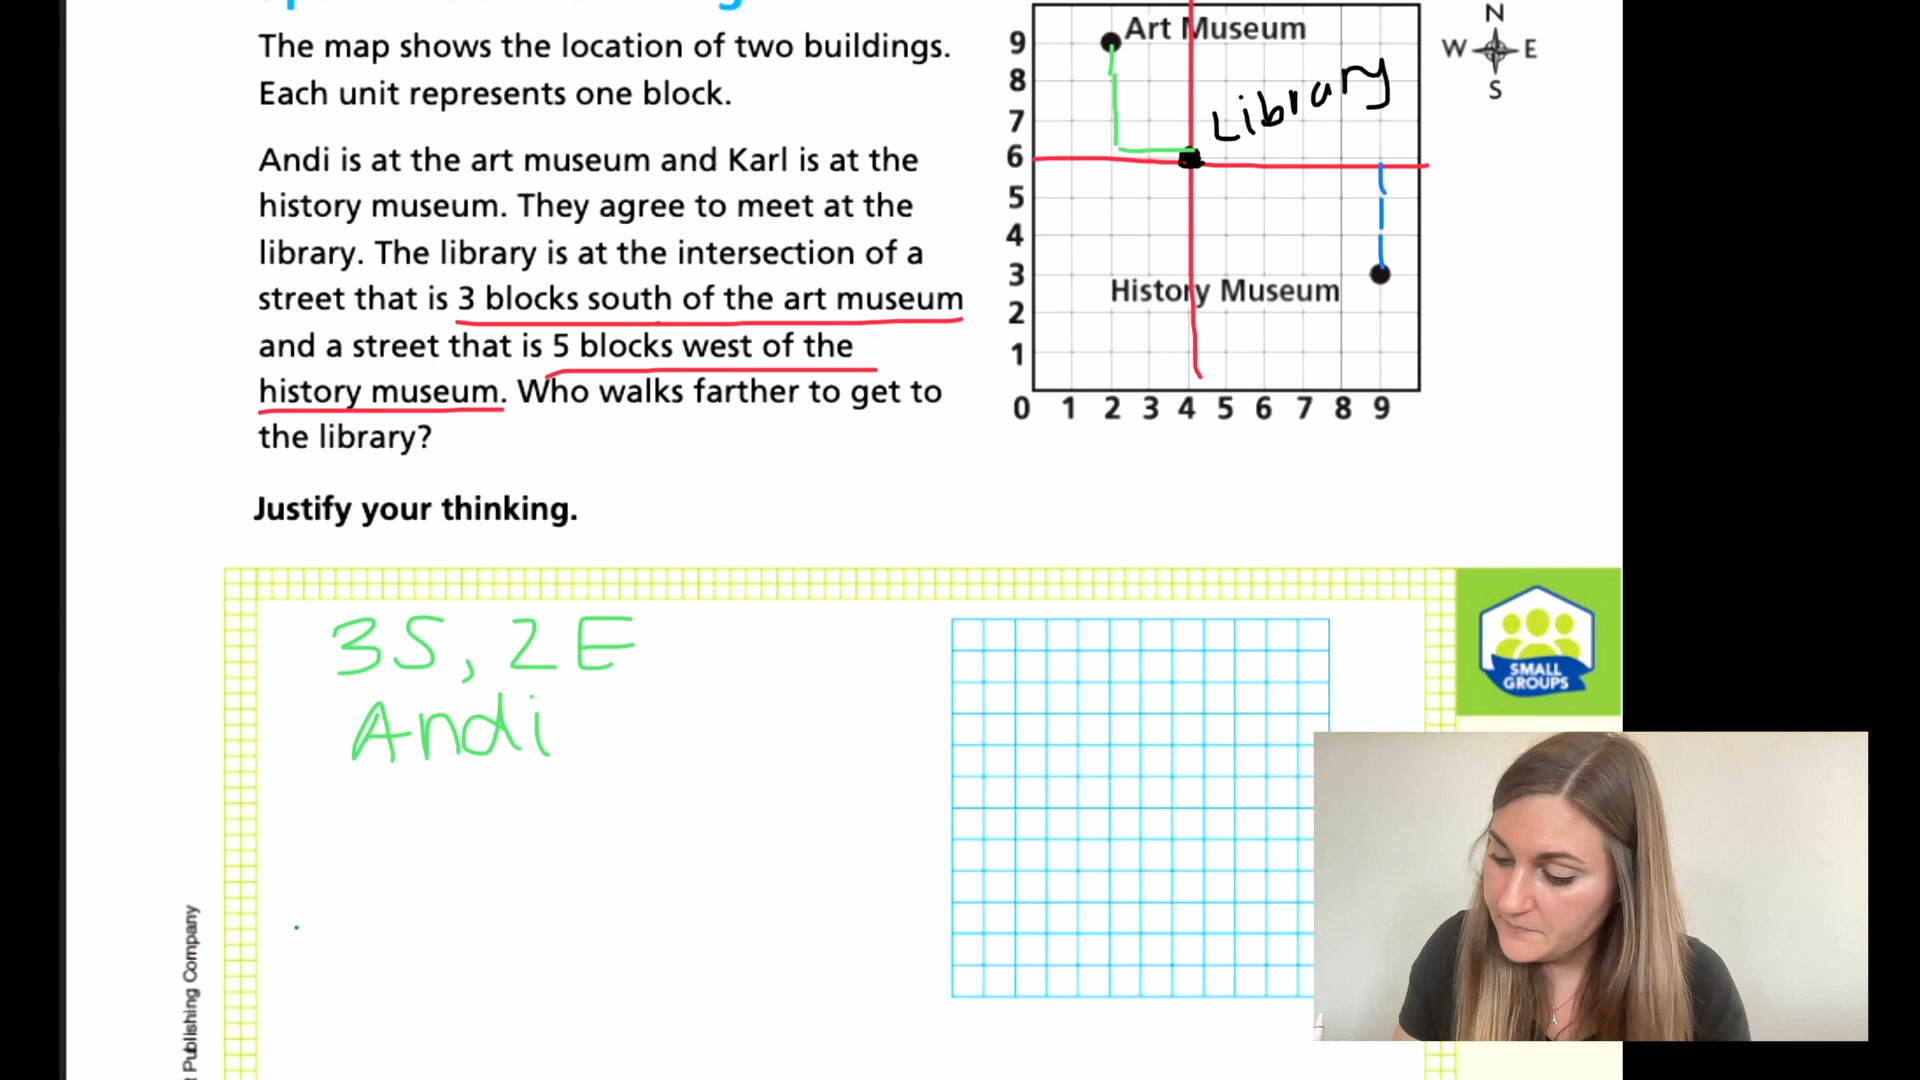 The map shows the location of two buildings.
Each unit represents one block.
Andi is at the art museum and Karl is at the
history museum. They agree to meet at the
library. The library is at the intersection of a
street that is 3 blocks south of the art museum
and a street that is 5 blocks west of the
history museum. Who walks farther to get to
the library?
Justify your thinking.
Art Museum
Library
History Museum
9
8
7
6
5
4
3
2
1
0 1 2 3 4 5 6 7 8 9
N
W E
S
3S, 2E
Andi
SMALL
GROUPS
Publishing Company